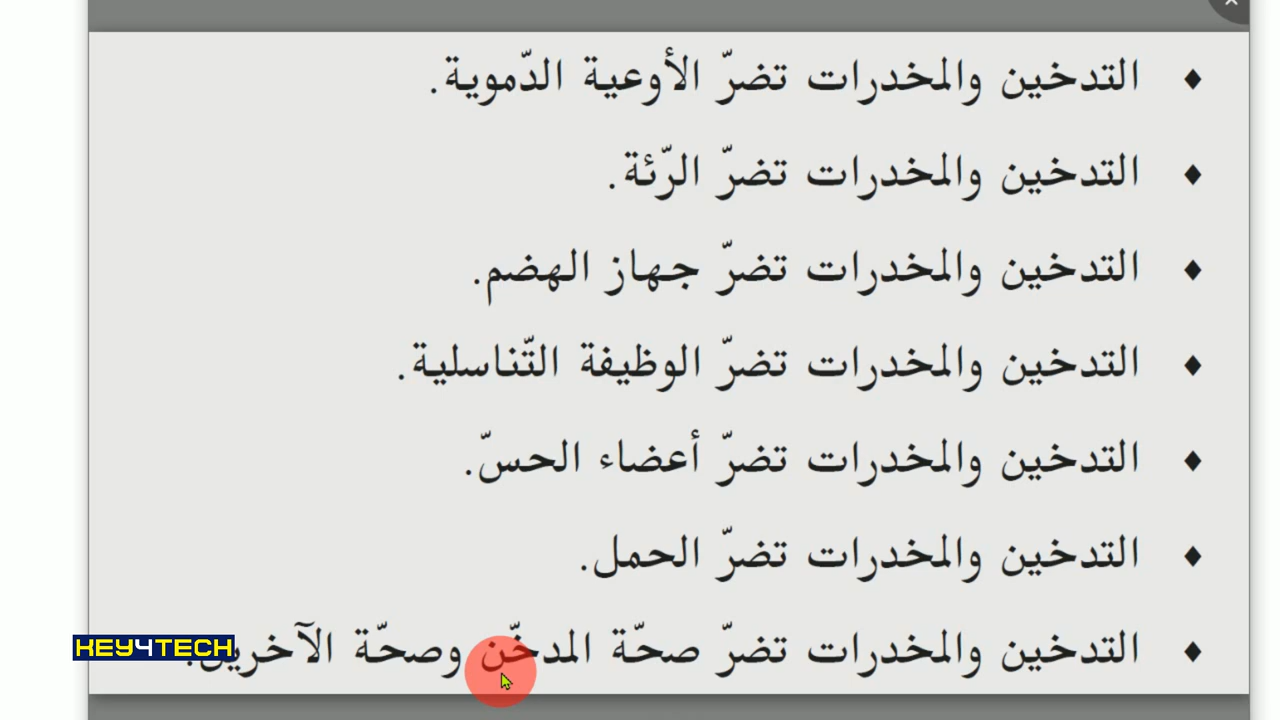 ♦ التدخين والمخدرات تضرّ الأوعية الدّموية.
♦ التدخين والمخدرات تضرّ الرّئة.
♦ التدخين والمخدرات تضرّ جهاز الهضم.
♦ التدخين والمخدرات تضرّ الوظيفة التّناسلية.
♦ التدخين والمخدرات تضرّ أعضاء الحسّ.
♦ التدخين والمخدرات تضرّ الحمل.
♦ التدخين والمخدرات تضرّ صحّة المدخّن وصحّة الآخرين.
KEY4TECH